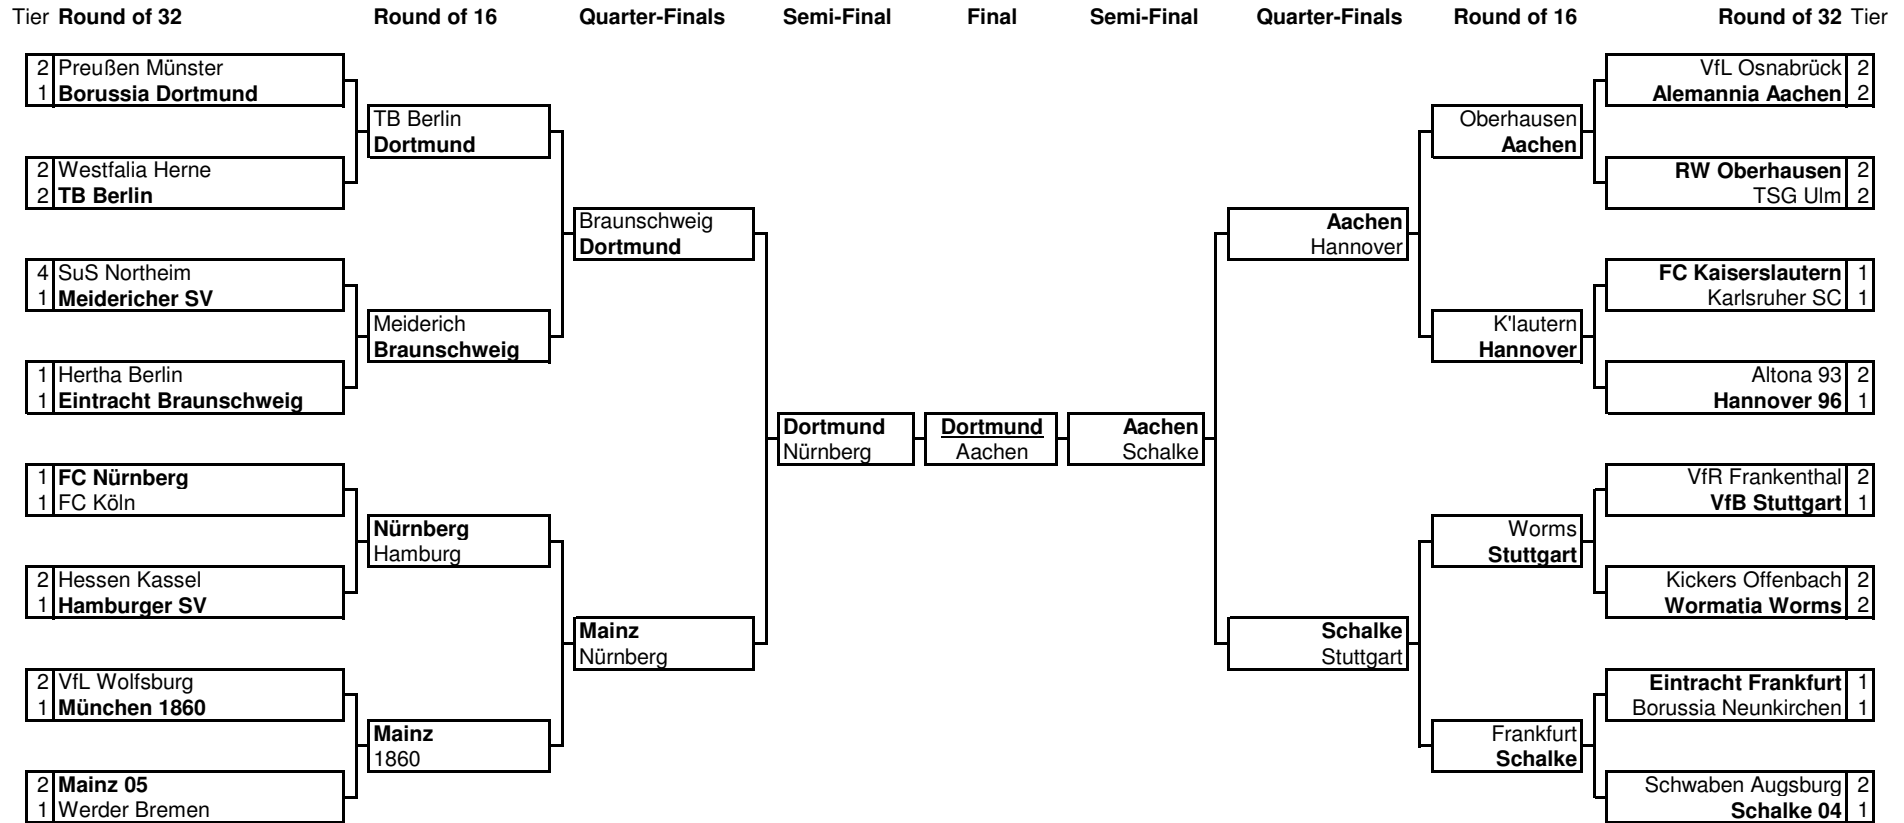 Tier Round of 32 Round of 16 Quarter-Finals Semi-Final Final Semi-Final Quarter-Finals Round of 16 Round of 32 Tier
2 Preußen Münster
1 Borussia Dortmund
TB Berlin
Dortmund
2 Westfalia Herne
2 TB Berlin
Braunschweig
Dortmund
4 SuS Northeim
1 Meidericher SV
Meiderich
Braunschweig
1 Hertha Berlin
1 Eintracht Braunschweig
Dortmund
Nürnberg
1 FC Nürnberg
1 FC Köln
Nürnberg
Hamburg
2 Hessen Kassel
1 Hamburger SV
Mainz
Nürnberg
2 VfL Wolfsburg
1 München 1860
Mainz
1860
2 Mainz 05
1 Werder Bremen
Dortmund
Aachen
Aachen
Schalke
VfL Osnabrück 2
Alemannia Aachen 2
Oberhausen
Aachen
RW Oberhausen 2
TSG Ulm 2
Aachen
Hannover
FC Kaiserslautern 1
Karlsruher SC 1
K'lautern
Hannover
Altona 93 2
Hannover 96 1
VfR Frankenthal 2
VfB Stuttgart 1
Worms
Stuttgart
Kickers Offenbach 2
Wormatia Worms 2
Schalke
Stuttgart
Eintracht Frankfurt 1
Borussia Neunkirchen 1
Frankfurt
Schalke
Schwaben Augsburg 2
Schalke 04 1